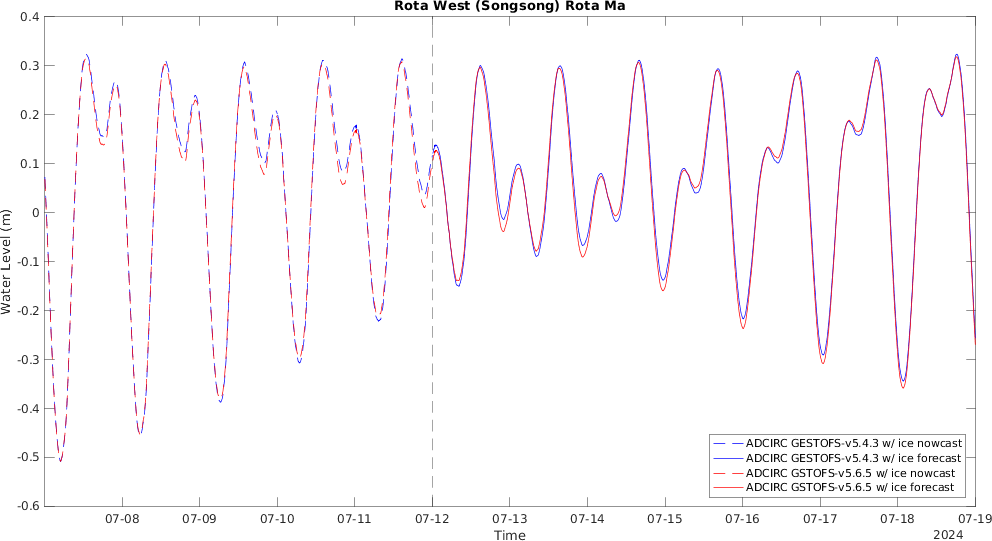 Rota West (Songsong) Rota Ma
Water Level (m)
0.4
0.3
0.2
0.1
0
-0.1
-0.2
-0.3
-0.4
-0.5
-0.6
ADCIRC GESTOFS-v5.4.3 w/ ice nowcast
ADCIRC GESTOFS-v5.4.3 w/ ice forecast
ADCIRC GSTOFS-v5.6.5 w/ ice nowcast
ADCIRC GSTOFS-v5.6.5 w/ ice forecast
07-08 07-09 07-10 07-11 07-12 07-13 07-14 07-15 07-16 07-17 07-18 07-19
Time
2024